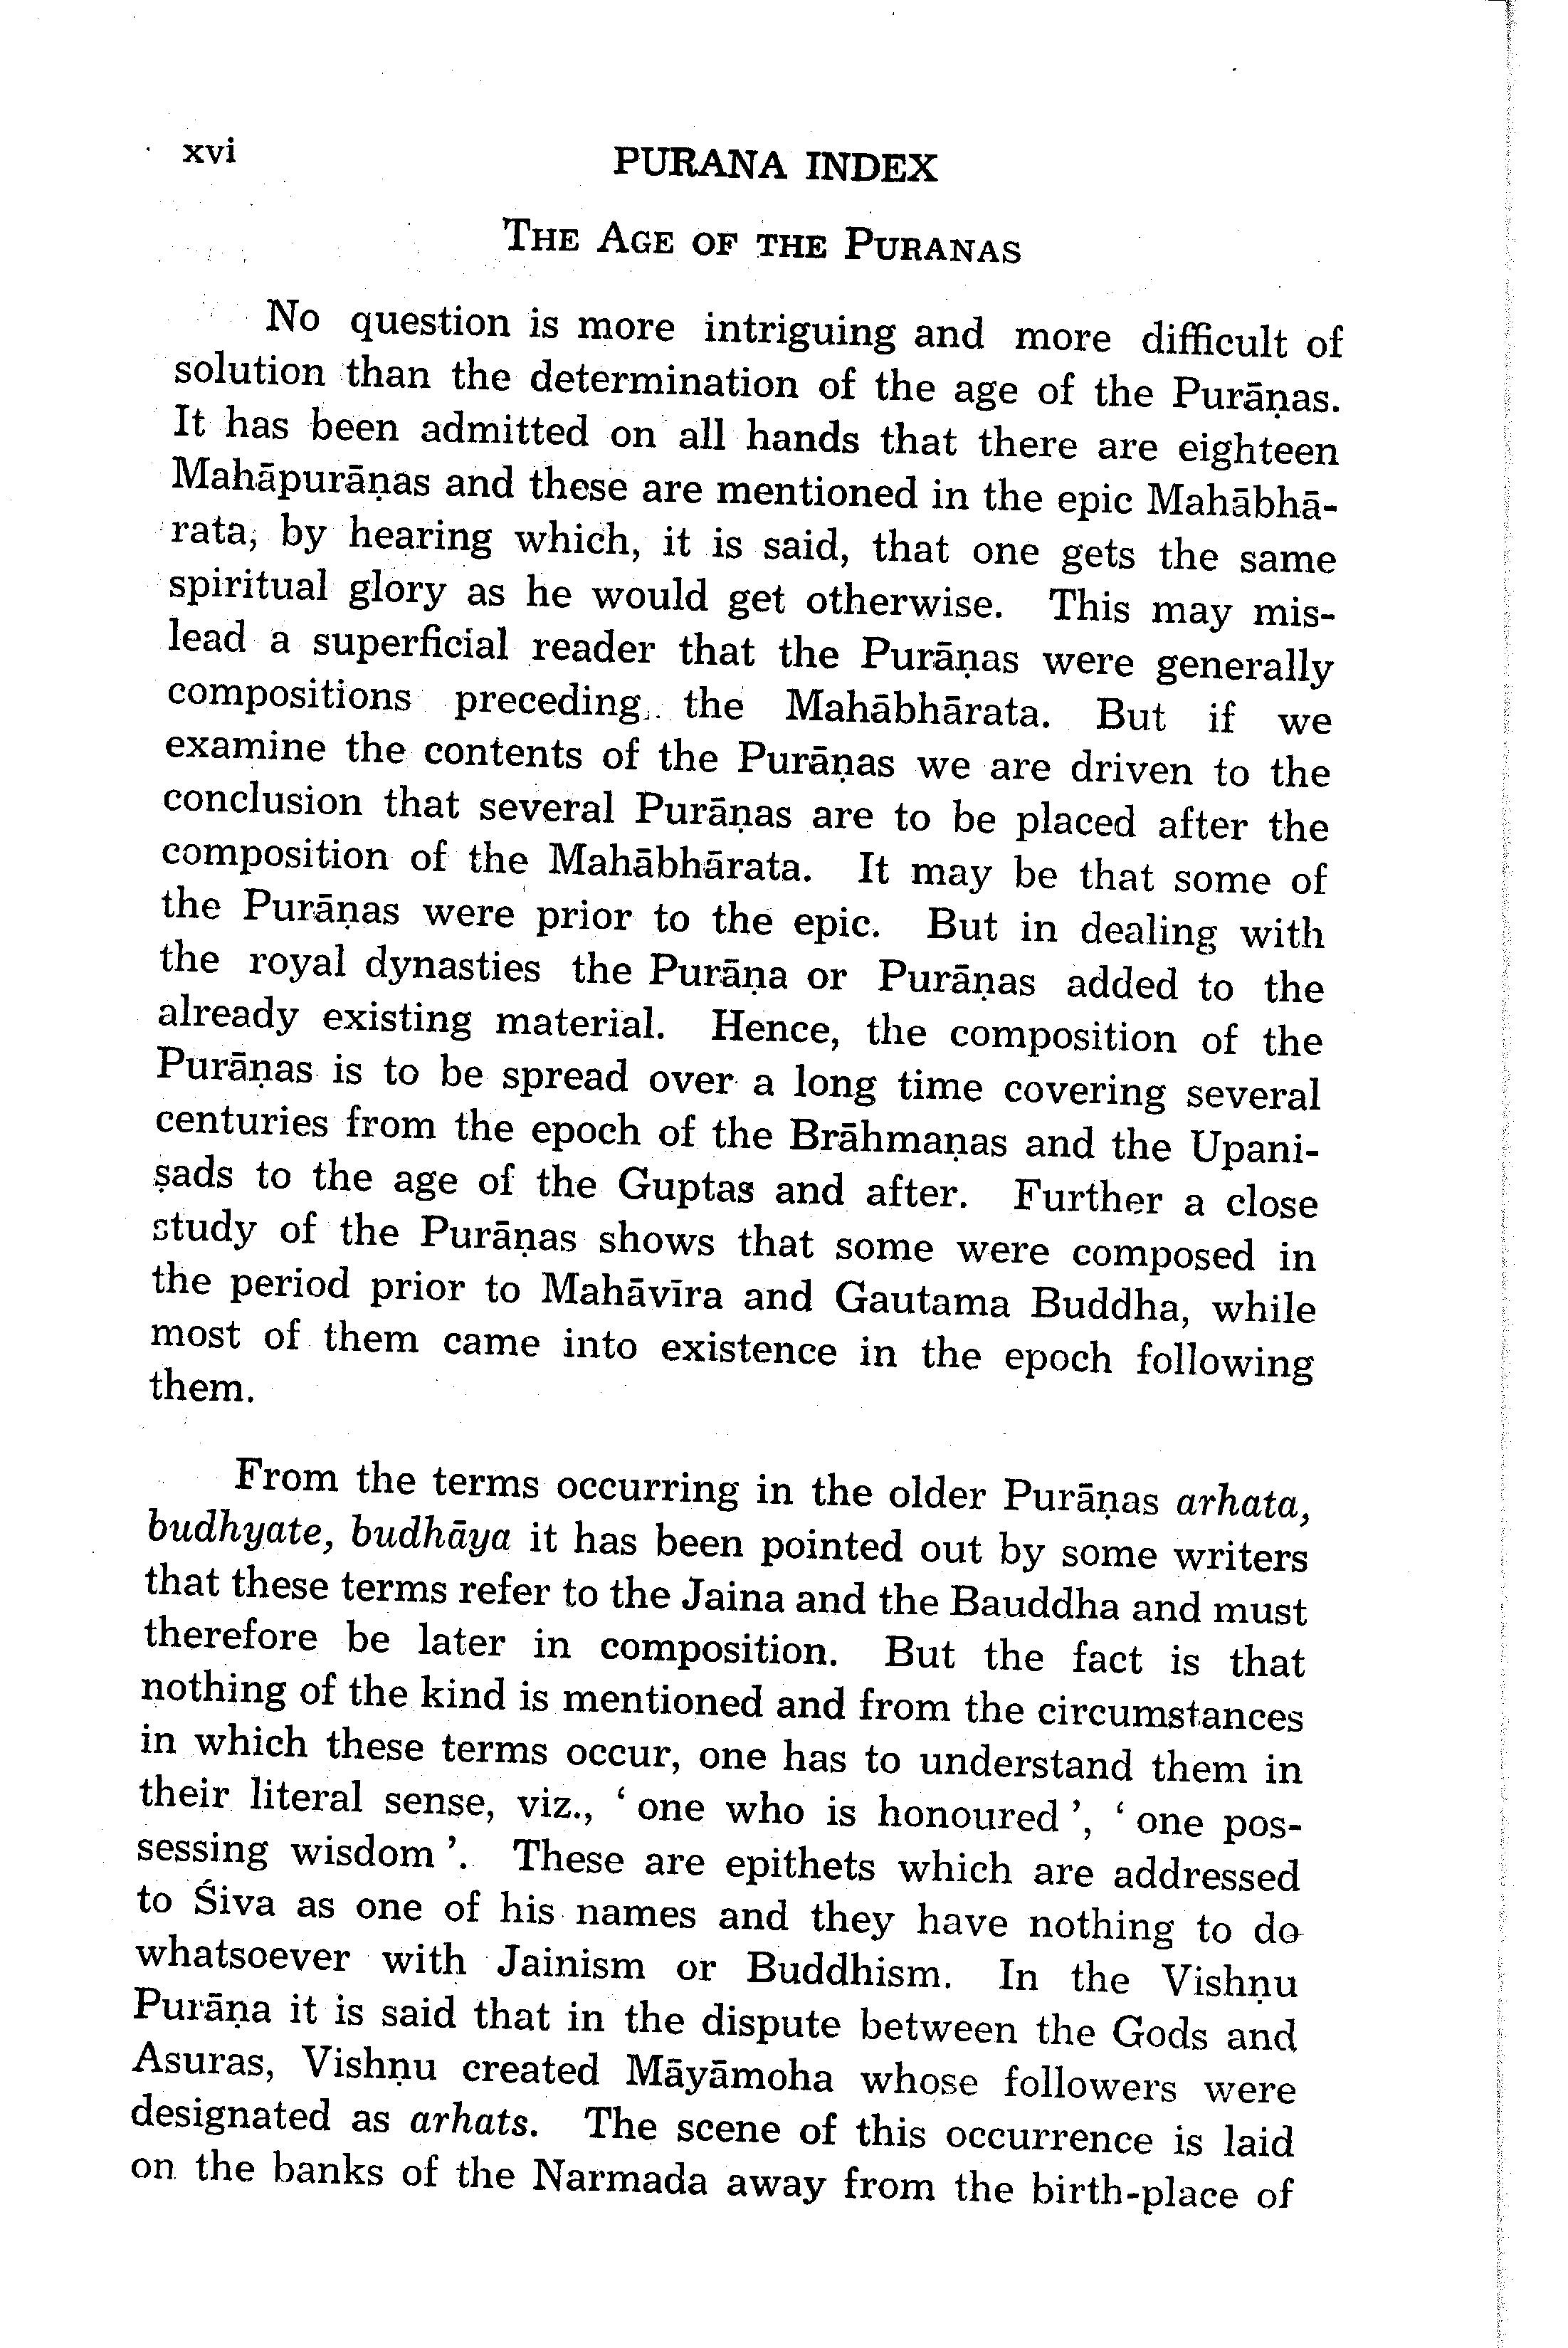 xvi
PURANA INDEX
THE AGE OF THE PURANAS
No question is more intriguing and more difficult of
solution than the determination of the age of the Purāṇas.
It has been admitted on all hands that there are eighteen
Mahāpurāṇas and these are mentioned in the epic Mahābhā-
rata, by hearing which, it is said, that one gets the same
spiritual glory as he would get otherwise. This may mis-
lead a superficial reader that the Purāṇas were generally
compositions preceding the Mahābhārata. But if we
examine the contents of the Purāṇas we are driven to the
conclusion that several Purāṇas are to be placed after the
composition of the Mahābhārata. It may be that some of
the Purāṇas were prior to the epic. But in dealing with
the royal dynasties the Purāṇa or Purāṇas added to the
already existing material. Hence, the composition of the
Purāṇas is to be spread over a long time covering several
centuries from the epoch of the Brāhmaṇas and the Upani-
ṣads to the age of the Guptas and after. Further a close
study of the Purāṇas shows that some were composed in
the period prior to Mahāvīra and Gautama Buddha, while
most of them came into existence in the epoch following
them.
From the terms occurring in the older Purāṇas arhata,
budhyate, budhāya it has been pointed out by some writers
that these terms refer to the Jaina and the Bauddha and must
therefore be later in composition. But the fact is that
nothing of the kind is mentioned and from the circumstances
in which these terms occur, one has to understand them in
their literal sense, viz., ‘ one who is honoured ’, ‘ one pos-
sessing wisdom ’. These are epithets which are addressed
to Śiva as one of his names and they have nothing to do
whatsoever with Jainism or Buddhism. In the Vishṇu
Purāṇa it is said that in the dispute between the Gods and
Asuras, Vishṇu created Māyāmoha whose followers were
designated as arhats. The scene of this occurrence is laid
on the banks of the Narmada away from the birth-place of